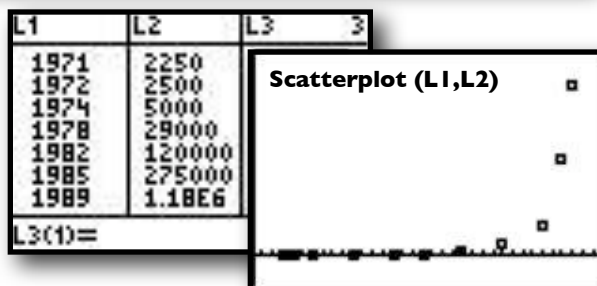 L1 L2 L3 3
1971 2250
1972 2500
1974 5000
1978 29000
1982 120000
1985 275000
1989 1.18E6
L3(1)=
Scatterplot (L1,L2)